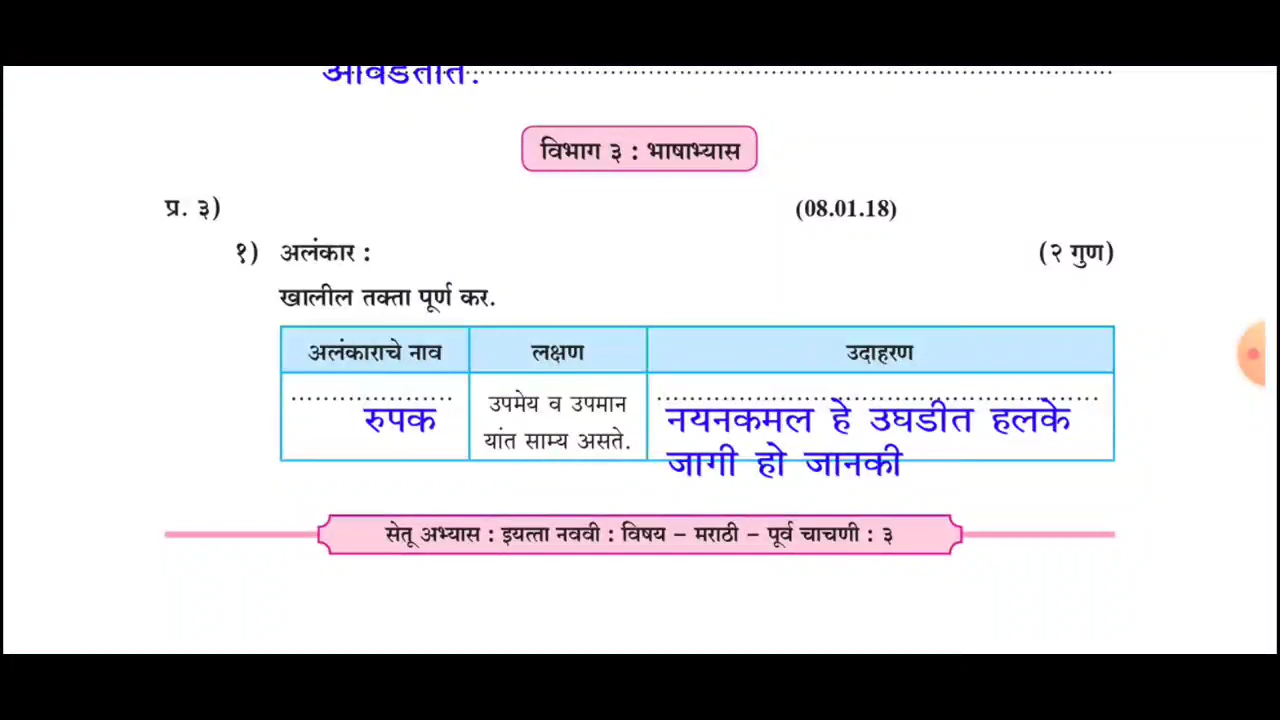 आवडतात.
विभाग ३ : भाषाभ्यास
प्र. ३) (08.01.18)
१) अलंकार : (२ गुण)
खालील तक्ता पूर्ण कर.
अलंकाराचे नाव लक्षण उदाहरण
रुपक
उपमेय व उपमान
यांत साम्य असते.
नयनकमल हे उघडीत हलके
जागी हो जानकी
सेतू अभ्यास : इयत्ता नववी : विषय – मराठी – पूर्व चाचणी : ३